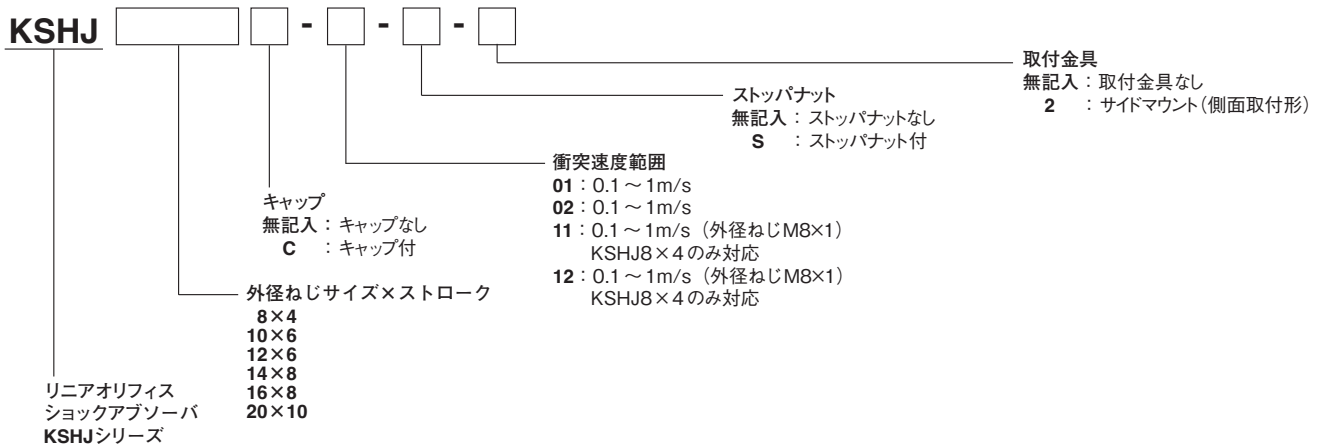 KSHJ - - -
取付金具
無記入：取付金具なし
2 ：サイドマウント（側面取付形）
ストッパナット
無記入：ストッパナットなし
S ：ストッパナット付
衝突速度範囲
01：0.1～1m/s
02：0.1～1m/s
11：0.1～1m/s（外径ねじM8×1）
KSHJ8×4のみ対応
12：0.1～1m/s（外径ねじM8×1）
KSHJ8×4のみ対応
キャップ
無記入：キャップなし
C ：キャップ付
外径ねじサイズ×ストローク
8×4
10×6
12×6
14×8
16×8
20×10
リニアオリフィス
ショックアブソーバ
KSHJシリーズ